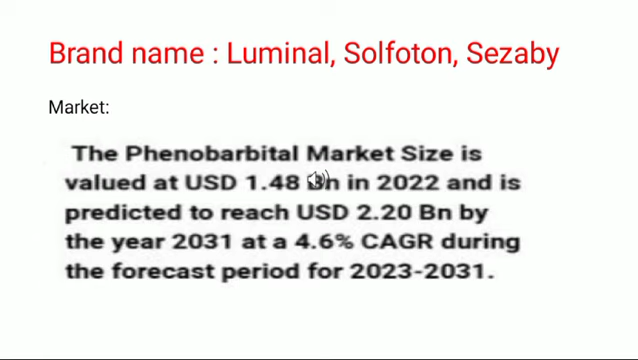 Brand name : Luminal, Solfoton, Sezaby
Market:
The Phenobarbital Market Size is
valued at USD 1.48 Bn in 2022 and is
predicted to reach USD 2.20 Bn by
the year 2031 at a 4.6% CAGR during
the forecast period for 2023-2031.